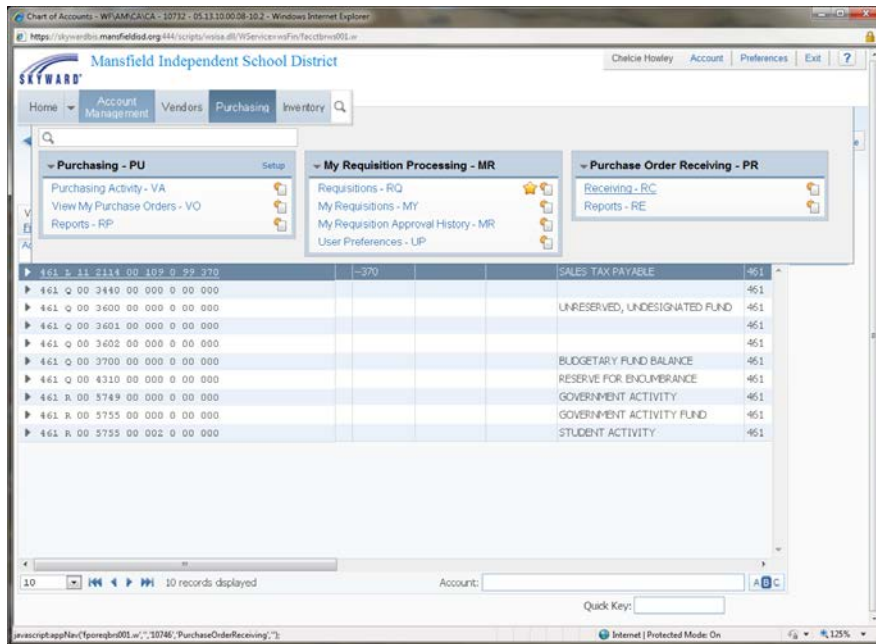 Chart of Accounts - WF\AM\CA\CA - 10732 - 05.13.10.00.08-10.2 - Windows Internet Explorer
https://skywardbis.mansfieldisd.org:444/scripts/wsisa.dll/WService=wsFin/facctbrws001.w
SKYWARD
Mansfield Independent School District
Chelcie Howley Account Preferences Exit ?
Home Account Management Vendors Purchasing Inventory
Purchasing - PU Setup
Purchasing Activity - VA
View My Purchase Orders - VO
Reports - RP
My Requisition Processing - MR
Requisitions - RQ
My Requisitions - MY
My Requisition Approval History - MR
User Preferences - UP
Purchase Order Receiving - PR
Receiving - RC
Reports - RE
461 L 11 2114 00 109 0 99 370 -370 SALES TAX PAYABLE 461
461 Q 00 3440 00 000 0 00 000 461
461 Q 00 3600 00 000 0 00 000 UNRESERVED, UNDESIGNATED FUND 461
461 Q 00 3601 00 000 0 00 000 461
461 Q 00 3602 00 000 0 00 000 461
461 Q 00 3700 00 000 0 00 000 BUDGETARY FUND BALANCE 461
461 Q 00 4310 00 000 0 00 000 RESERVE FOR ENCUMBRANCE 461
461 R 00 5749 00 000 0 00 000 GOVERNMENT ACTIVITY 461
461 R 00 5755 00 000 0 00 000 GOVERNMENT ACTIVITY FUND 461
461 R 00 5755 00 002 0 00 000 STUDENT ACTIVITY 461
10 10 records displayed Account: A B C
Quick Key:
javascript:appNav('fporeqbrs001.w','','10746','PurchaseOrderReceiving',''); Internet | Protected Mode: On 125%